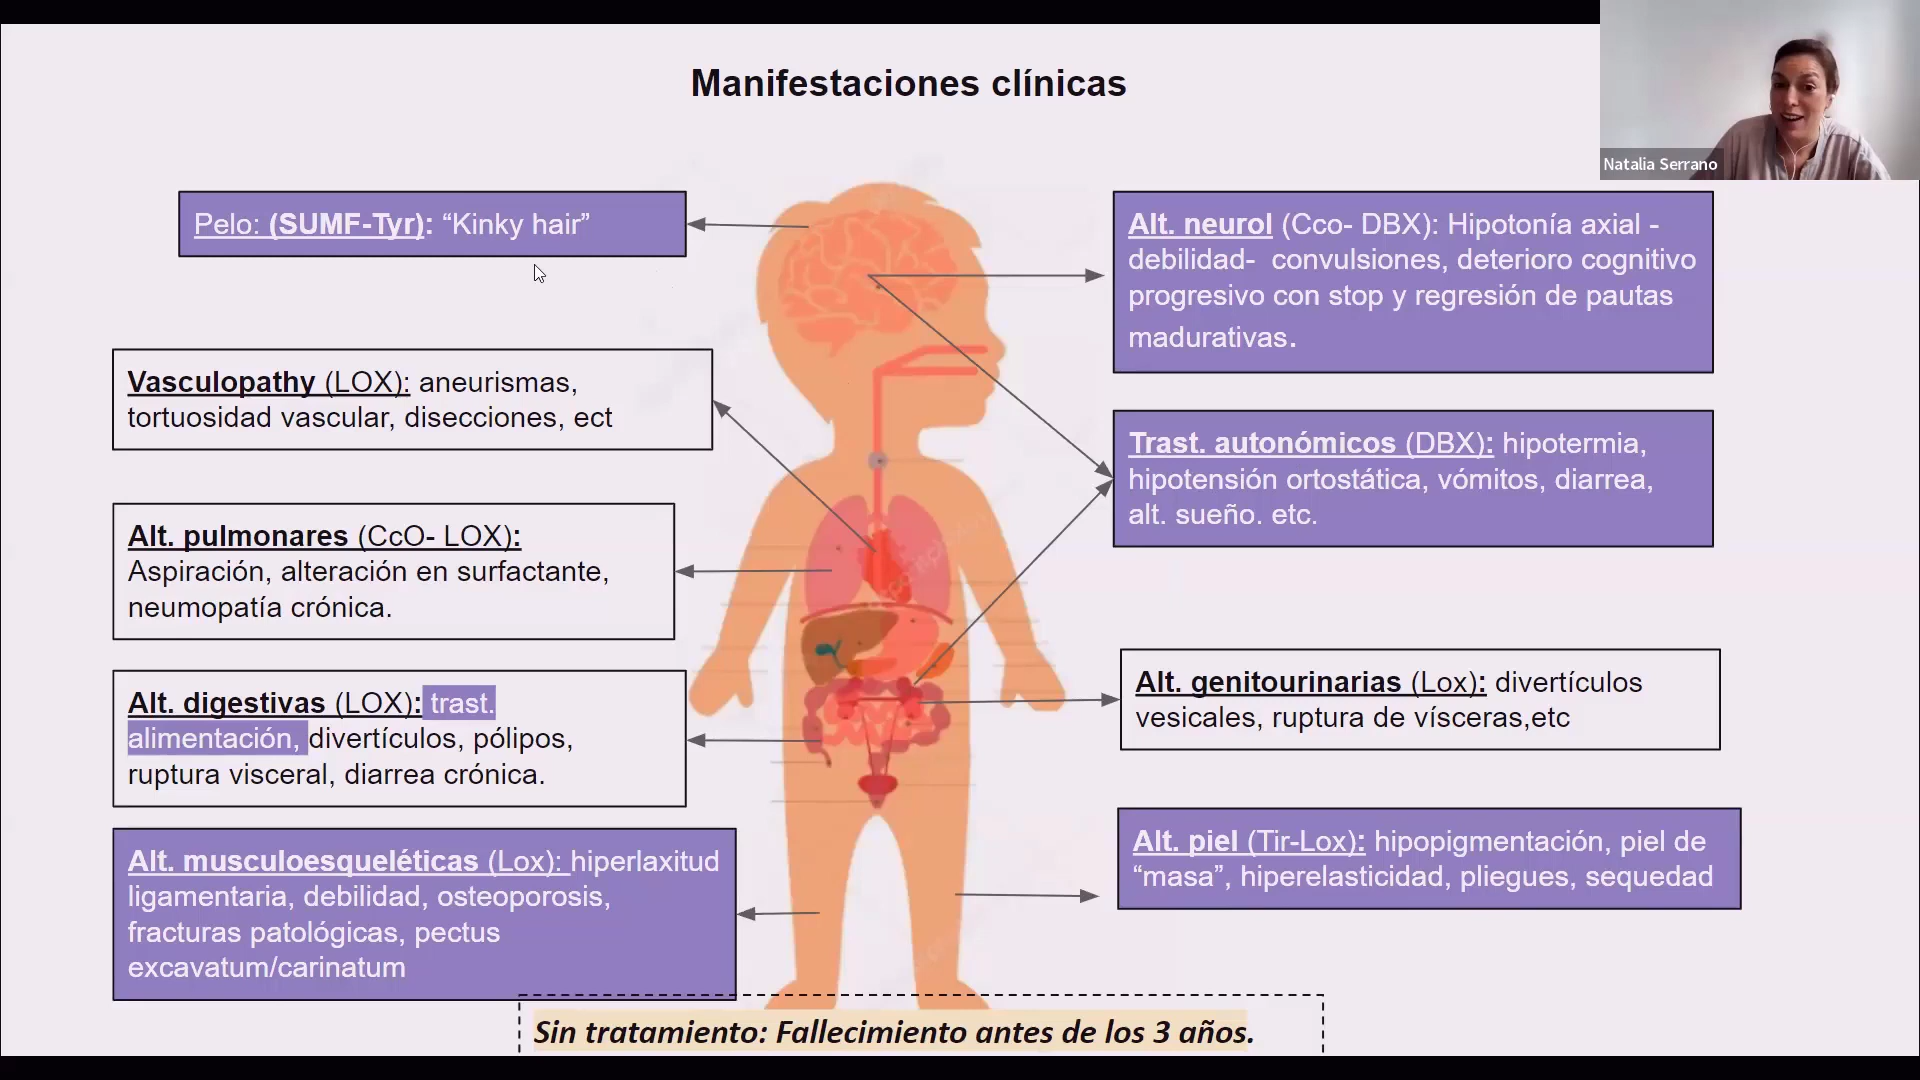 Manifestaciones clínicas
Natalia Serrano
Pelo: (SUMF-Tyr): “Kinky hair”
Vasculopathy (LOX): aneurismas,
tortuosidad vascular, disecciones, ect
Alt. pulmonares (CcO- LOX):
Aspiración, alteración en surfactante,
neumopatía crónica.
Alt. digestivas (LOX): trast.
alimentación, divertículos, pólipos,
ruptura visceral, diarrea crónica.
Alt. musculoesqueléticas (Lox): hiperlaxitud
ligamentaria, debilidad, osteoporosis,
fracturas patológicas, pectus
excavatum/carinatum
Alt. neurol (Cco- DBX): Hipotonía axial -
debilidad- convulsiones, deterioro cognitivo
progresivo con stop y regresión de pautas
madurativas.
Trast. autonómicos (DBX): hipotermia,
hipotensión ortostática, vómitos, diarrea,
alt. sueño. etc.
Alt. genitourinarias (Lox): divertículos
vesicales, ruptura de vísceras,etc
Alt. piel (Tir-Lox): hipopigmentación, piel de
“masa”, hiperelasticidad, pliegues, sequedad
Sin tratamiento: Fallecimiento antes de los 3 años.